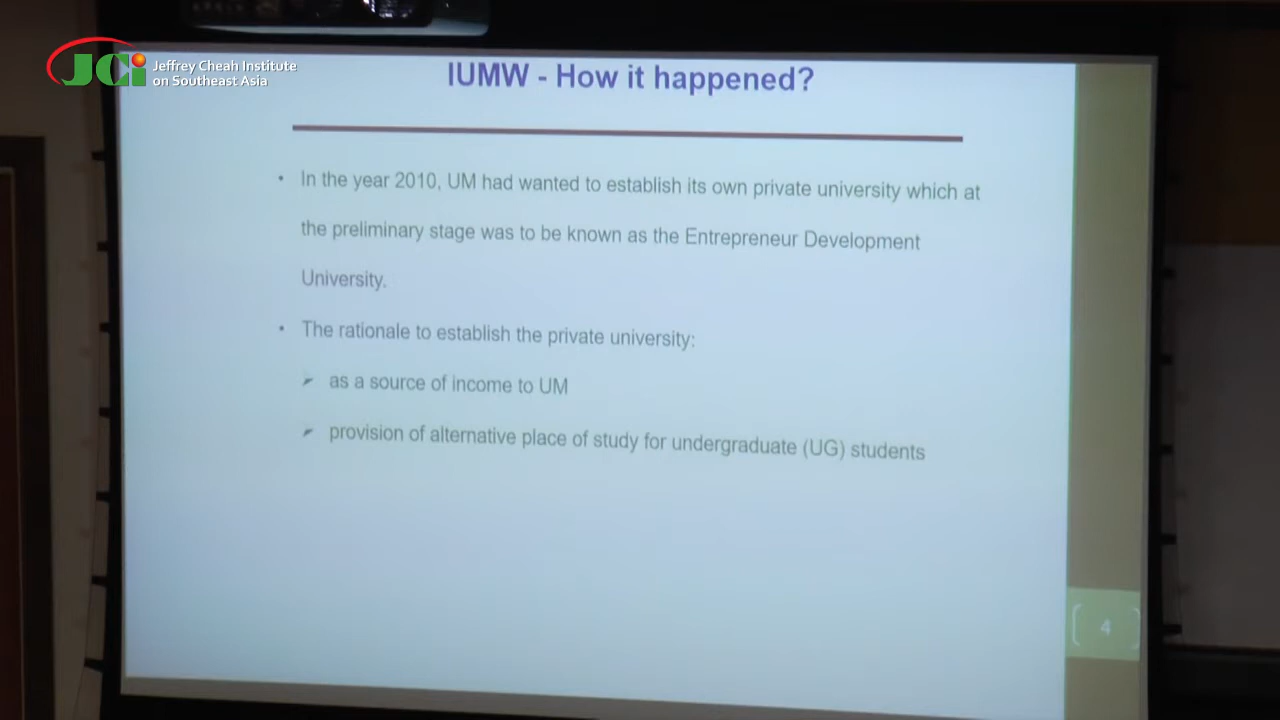 JCi Jeffrey Cheah Institute
on Southeast Asia
IUMW - How it happened?
• In the year 2010, UM had wanted to establish its own private university which at
the preliminary stage was to be known as the Entrepreneur Development
University.
• The rationale to establish the private university:
➢ as a source of income to UM
➢ provision of alternative place of study for undergraduate (UG) students
4